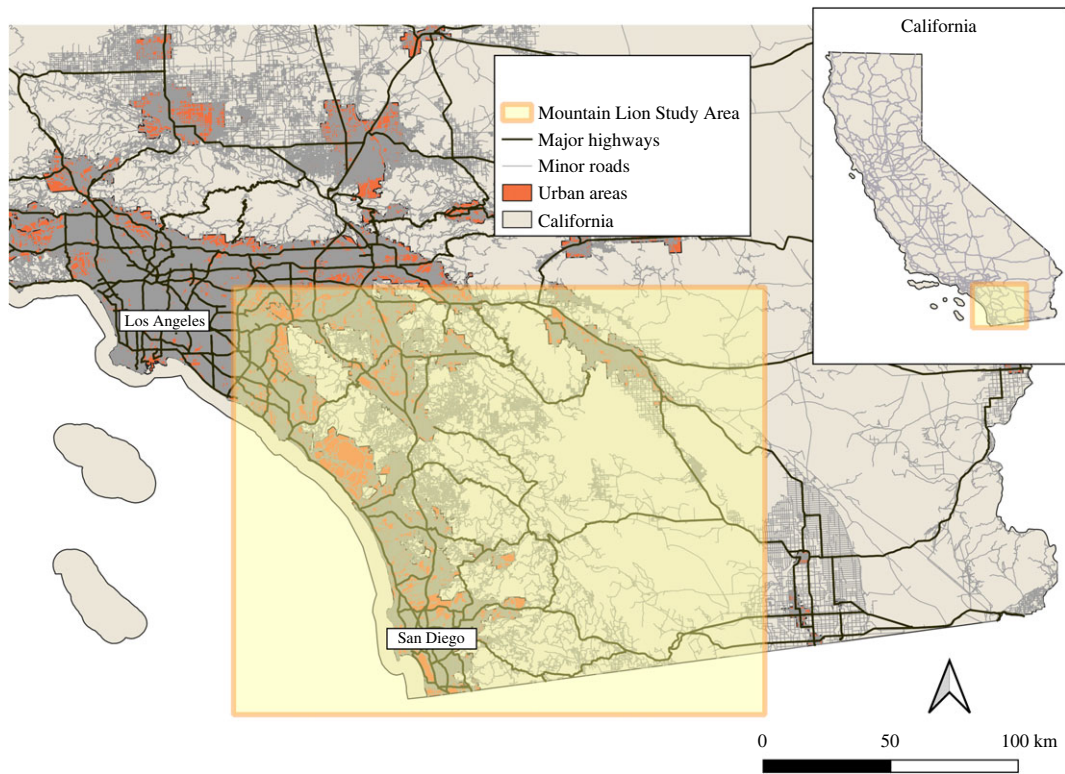 California
Mountain Lion Study Area
Major highways
Minor roads
Urban areas
California
Los Angeles
San Diego
0 50 100 km